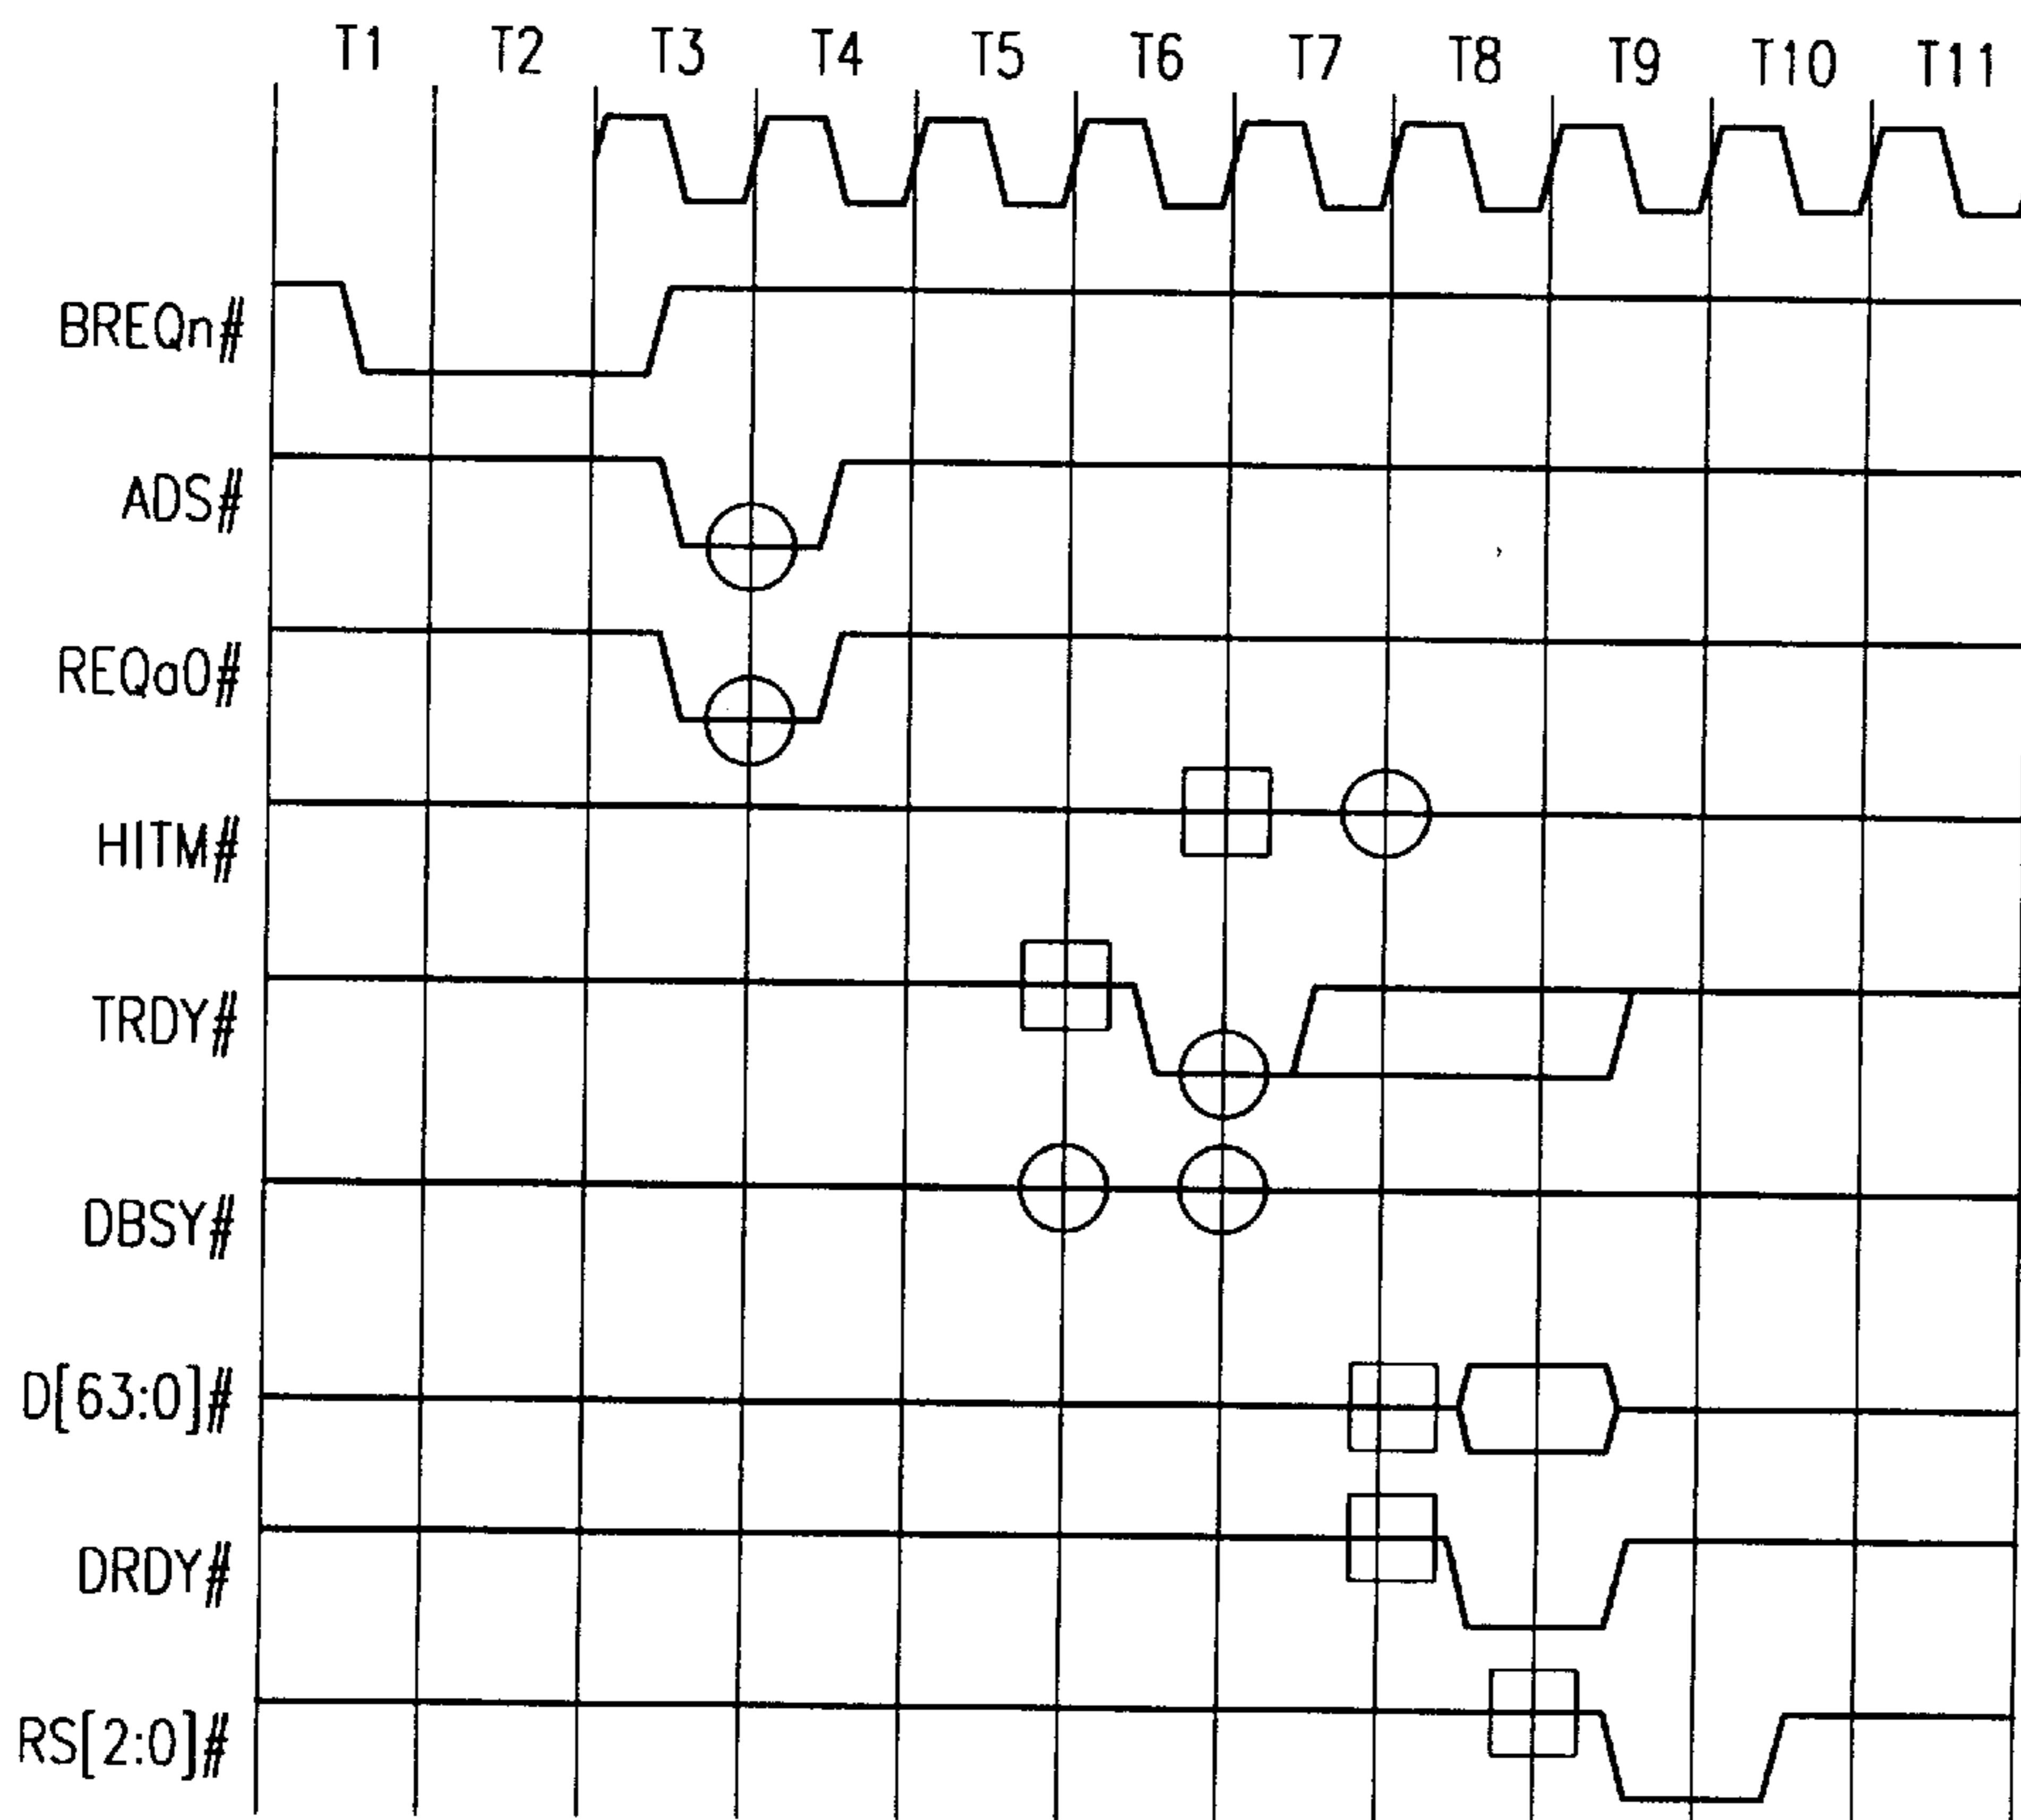 T1 T2 T3 T4 T5 T6 T7 T8 T9 T10 T11
BREQn#
ADS#
REQa0#
HITM#
TRDY#
DBSY#
D[63:0]#
DRDY#
RS[2:0]#